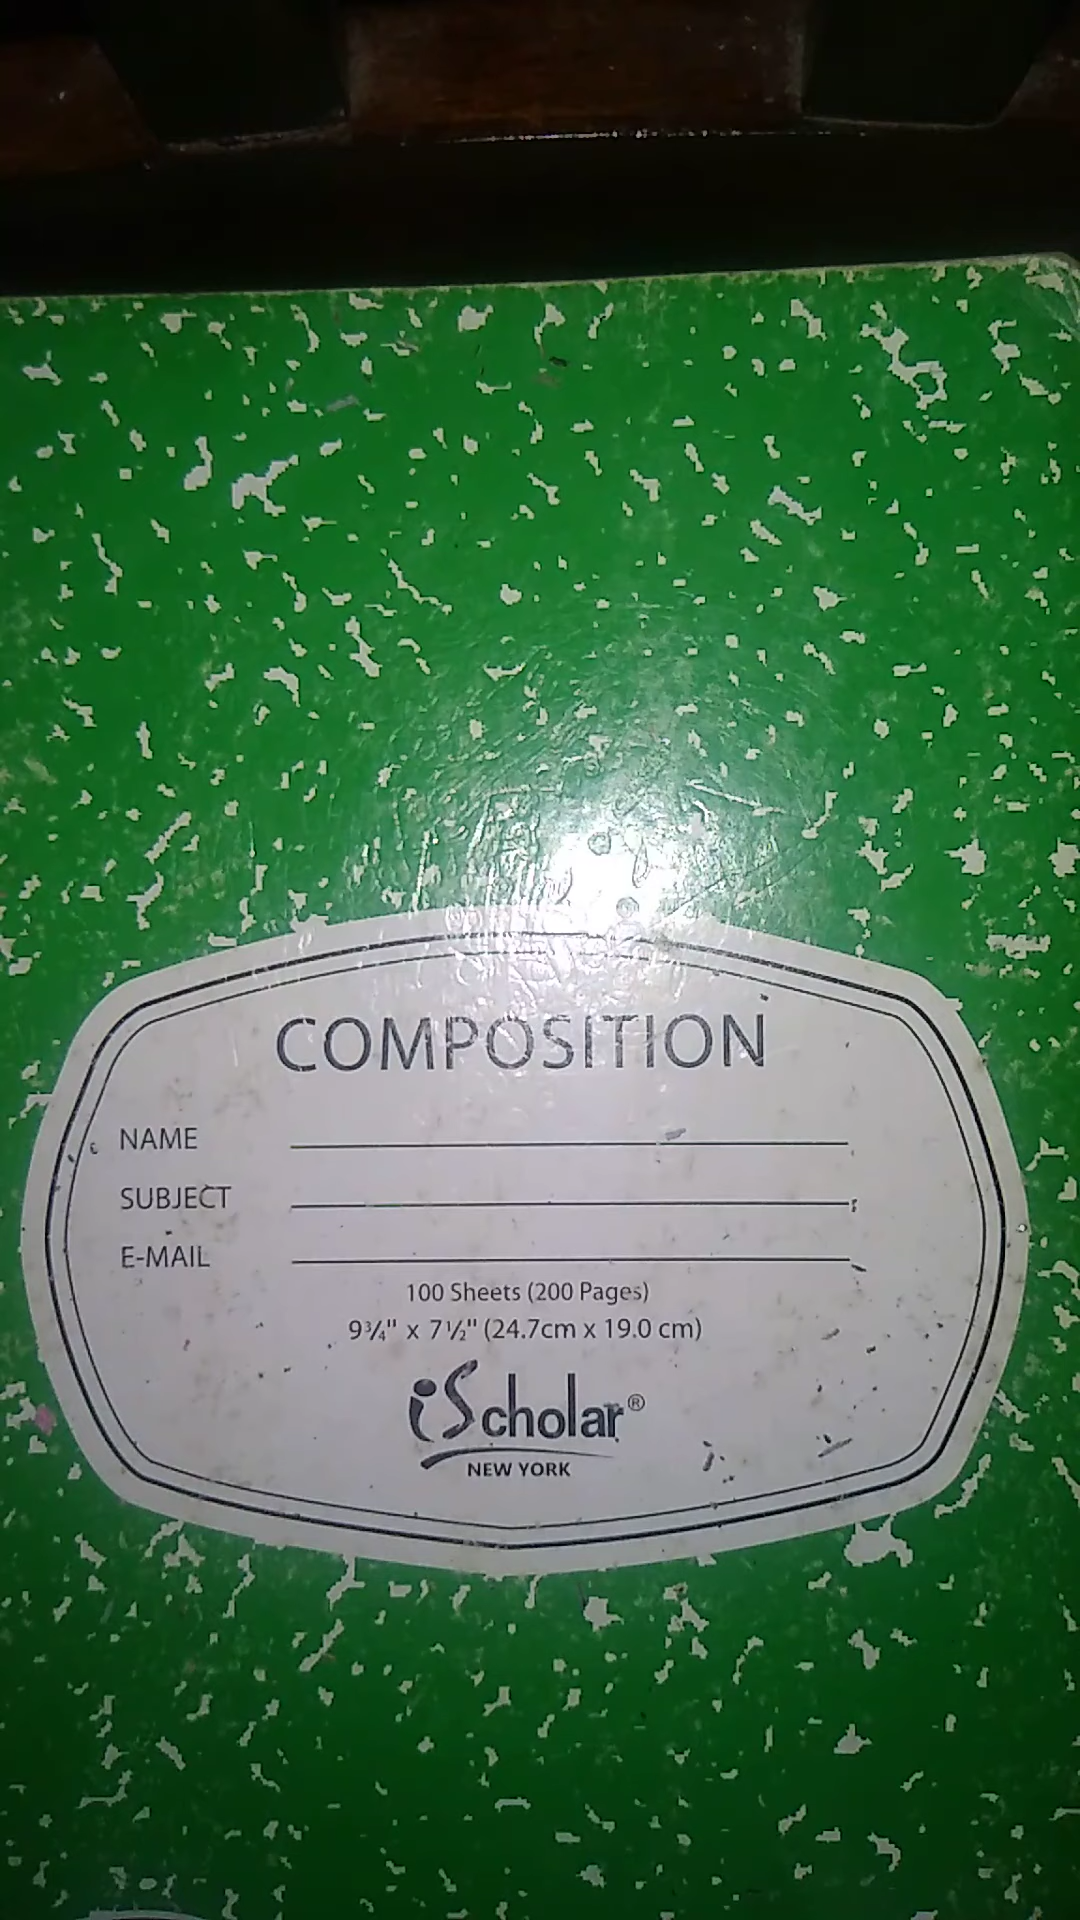 COMPOSITION
NAME
SUBJECT
E-MAIL
100 Sheets (200 Pages)
9¾" x 7½" (24.7cm x 19.0 cm)
iScholar®
NEW YORK